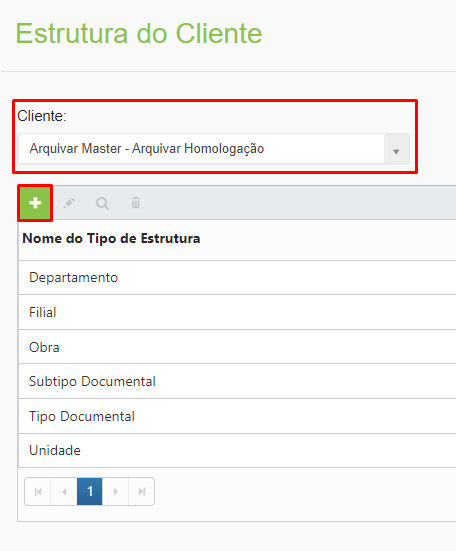 Estrutura do Cliente
Cliente:
Arquivar Master - Arquivar Homologação
Nome do Tipo de Estrutura
Departamento
Filial
Obra
Subtipo Documental
Tipo Documental
Unidade
1